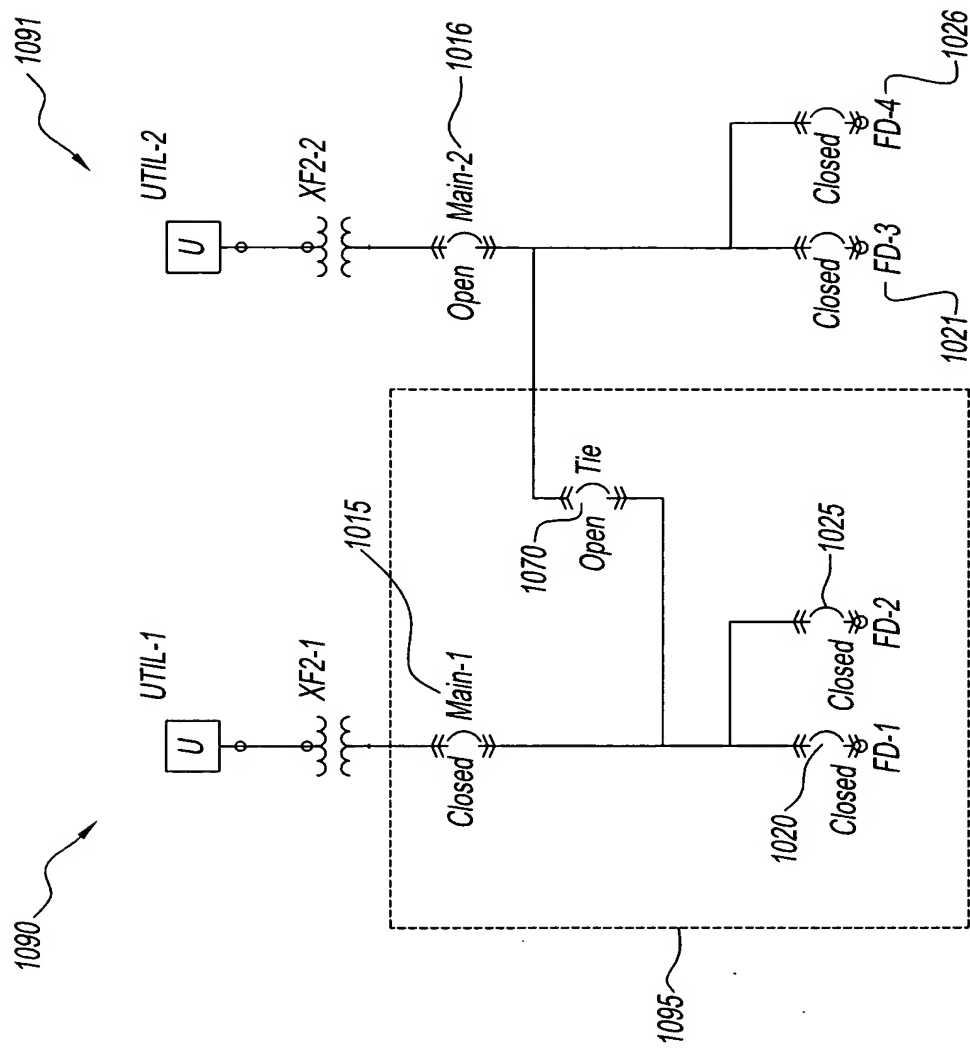 1090
1091
UTIL-1
U
XF2-1
1015
Main-1
Closed
UTIL-2
U
XF2-2
Main-2
1016
Open
1070
Tie
Open
1020
Closed
FD-1
1025
Closed
FD-2
Closed
FD-3
1021
Closed
FD-4
1026
1095